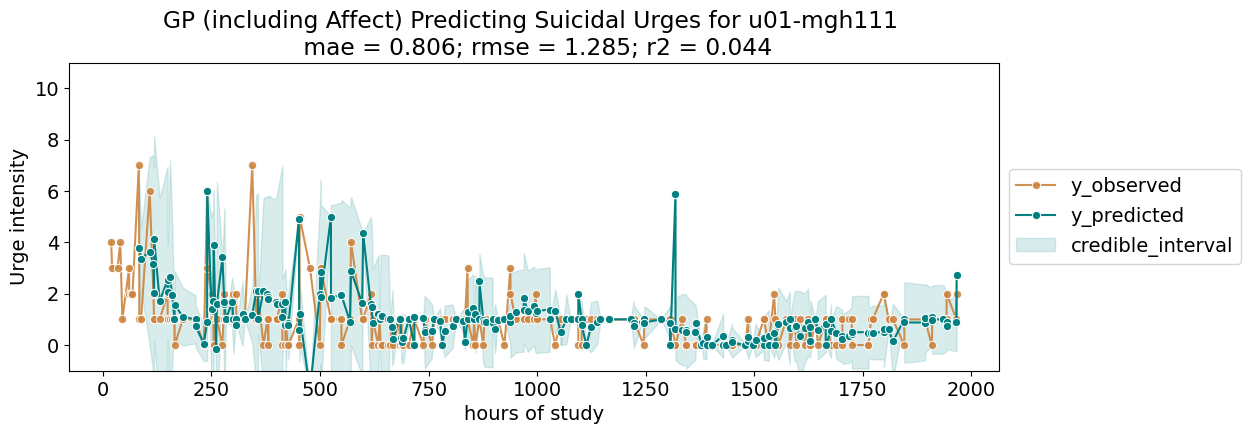 GP (including Affect) Predicting Suicidal Urges for u01-mgh111
mae = 0.806; rmse = 1.285; r2 = 0.044
10
8
6
4
2
0
Urge intensity
0 250 500 750 1000 1250 1500 1750 2000
hours of study
y_observed
y_predicted
credible_interval